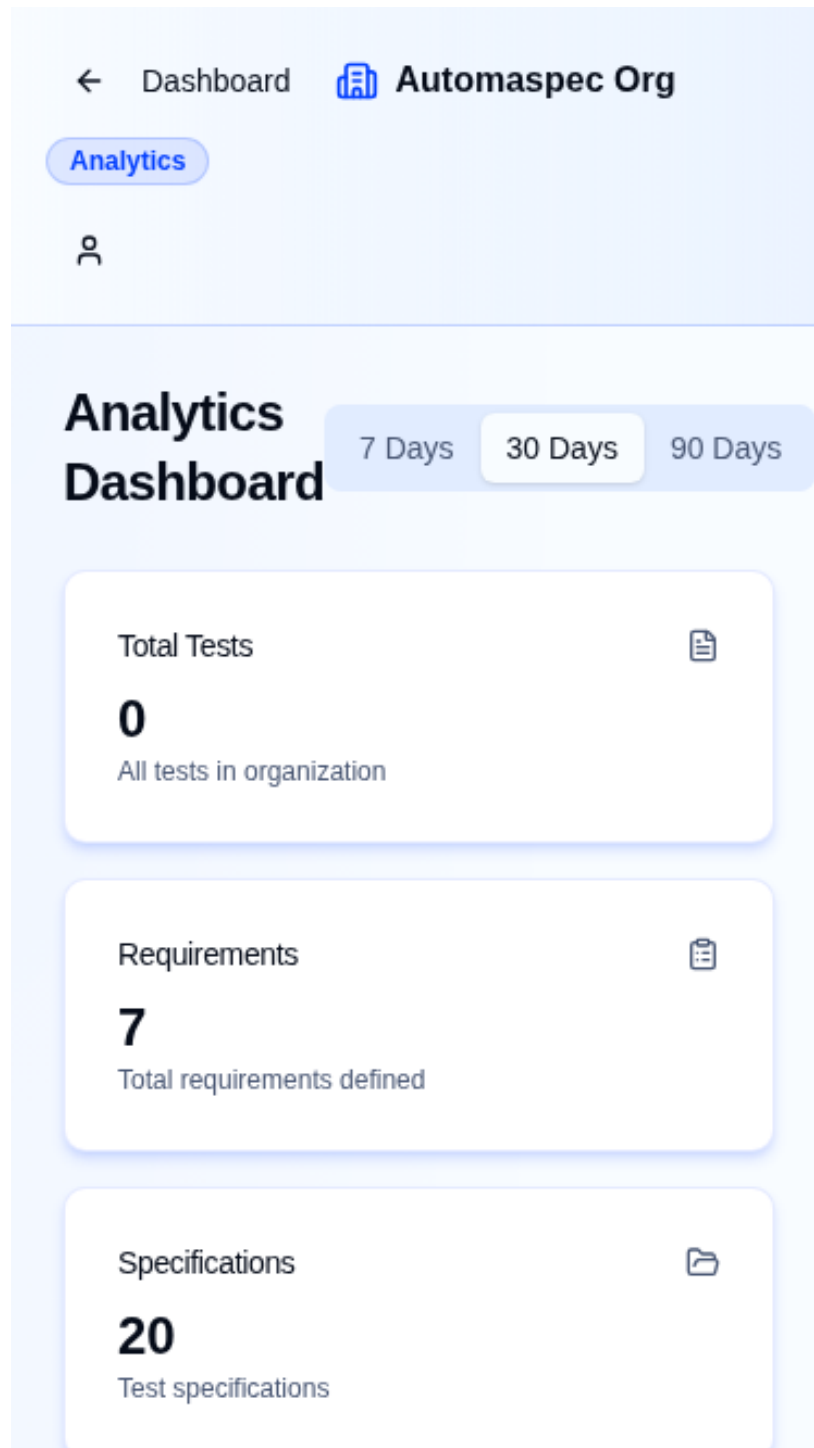 Dashboard Automaspec Org
Analytics
Analytics
Dashboard
7 Days 30 Days 90 Days
Total Tests
0
All tests in organization
Requirements
7
Total requirements defined
Specifications
20
Test specifications